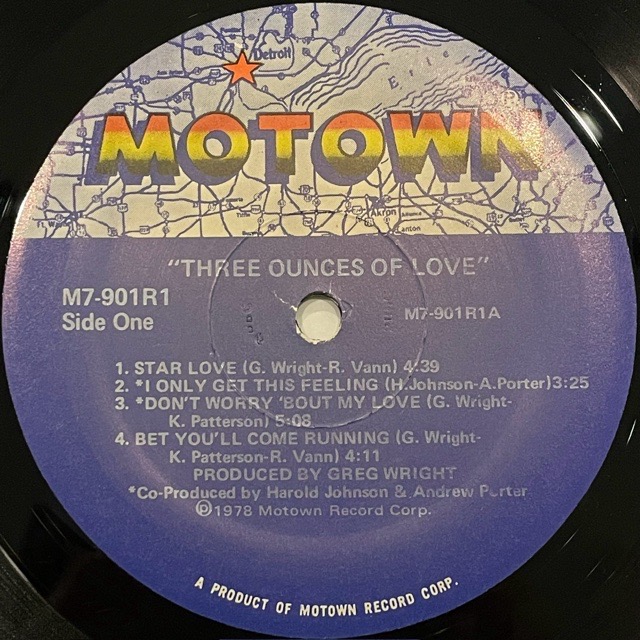 Detroit
Erie
MOTOWN
Akron
Canton
"THREE OUNCES OF LOVE"
M7-901R1
Side One
M7-901R1A
1. STAR LOVE (G. Wright-R. Vann) 4:39
2. *I ONLY GET THIS FEELING (H.Johnson-A.Porter)3:25
3. *DON'T WORRY 'BOUT MY LOVE (G. Wright-
K. Patterson) 5:08
4. BET YOU'LL COME RUNNING (G. Wright-
K. Patterson-R. Vann) 4:11
PRODUCED BY GREG WRIGHT
*Co-Produced by Harold Johnson & Andrew Porter
℗1978 Motown Record Corp.
A PRODUCT OF MOTOWN RECORD CORP.